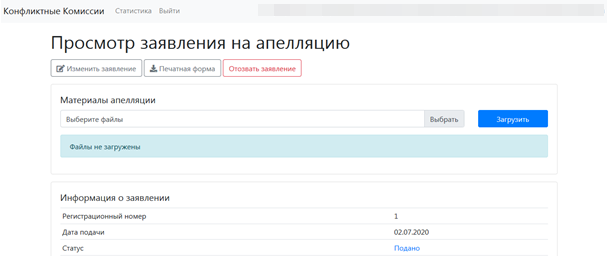 Конфликтные Комиссии Статистика Выйти
Просмотр заявления на апелляцию
Изменить заявление Печатная форма Отозвать заявление
Материалы апелляции
Выберите файлы Выбрать Загрузить
Файлы не загружены
Информация о заявлении
Регистрационный номер 1
Дата подачи 02.07.2020
Статус Подано